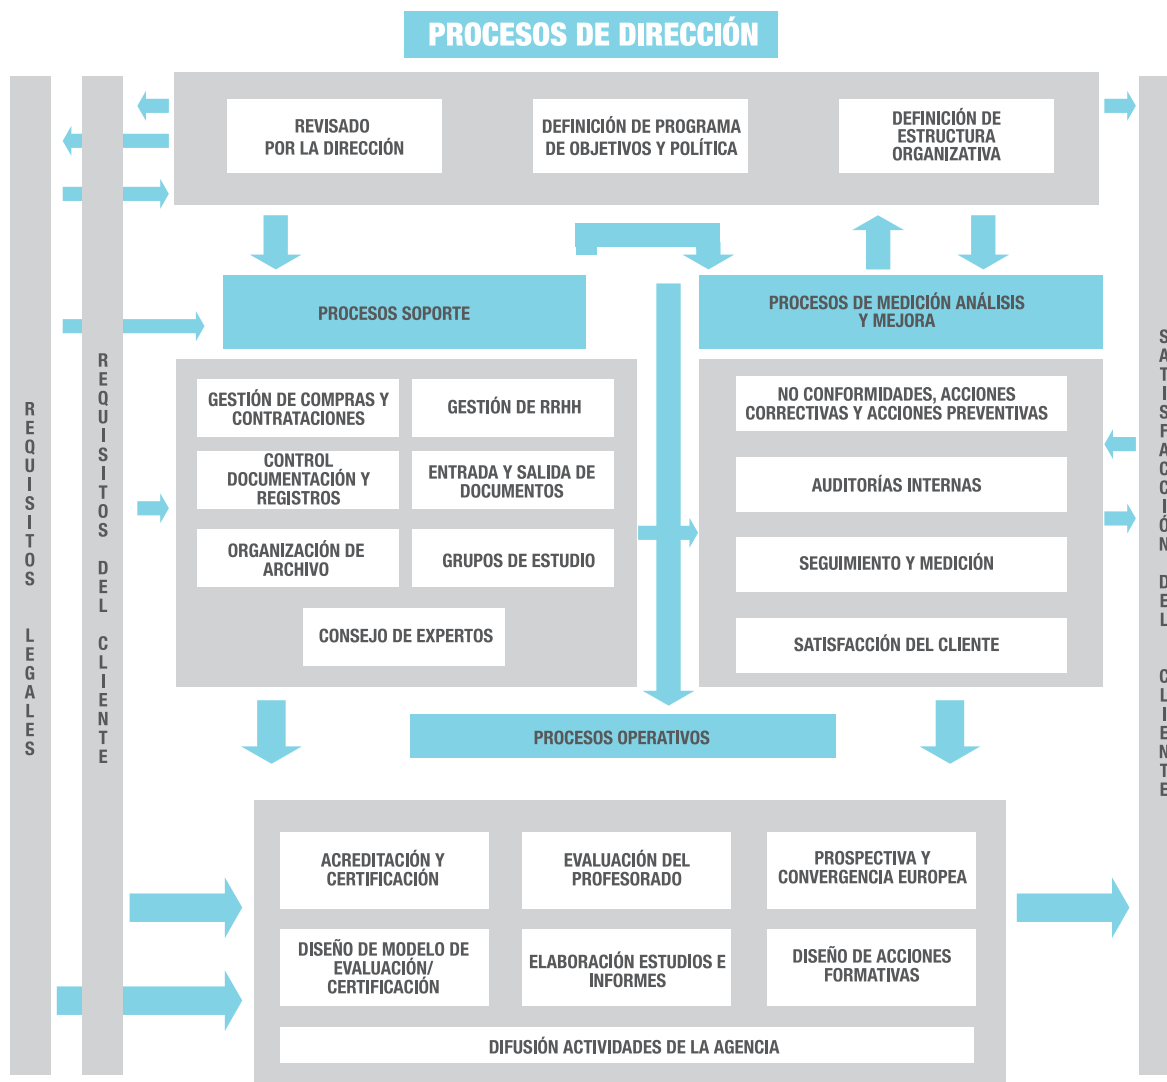 PROCESOS DE DIRECCIÓN
REVISADO
POR LA DIRECCIÓN
DEFINICIÓN DE PROGRAMA
DE OBJETIVOS Y POLÍTICA
DEFINICIÓN DE
ESTRUCTURA
ORGANIZATIVA
REQUISITOS LEGALES
REQUISITOS DEL CLIENTE
PROCESOS SOPORTE
GESTIÓN DE COMPRAS Y
CONTRATACIONES
GESTIÓN DE RRHH
CONTROL
DOCUMENTACIÓN Y
REGISTROS
ENTRADA Y SALIDA DE
DOCUMENTOS
ORGANIZACIÓN DE
ARCHIVO
GRUPOS DE ESTUDIO
CONSEJO DE EXPERTOS
PROCESOS DE MEDICIÓN ANÁLISIS
Y MEJORA
NO CONFORMIDADES, ACCIONES
CORRECTIVAS Y ACCIONES PREVENTIVAS
AUDITORÍAS INTERNAS
SEGUIMIENTO Y MEDICIÓN
SATISFACCIÓN DEL CLIENTE
SATISFACCIÓN DEL CLIENTE
PROCESOS OPERATIVOS
ACREDITACIÓN Y
CERTIFICACIÓN
EVALUACIÓN DEL
PROFESORADO
PROSPECTIVA Y
CONVERGENCIA EUROPEA
DISEÑO DE MODELO DE
EVALUACIÓN/
CERTIFICACIÓN
ELABORACIÓN ESTUDIOS E
INFORMES
DISEÑO DE ACCIONES
FORMATIVAS
DIFUSIÓN ACTIVIDADES DE LA AGENCIA